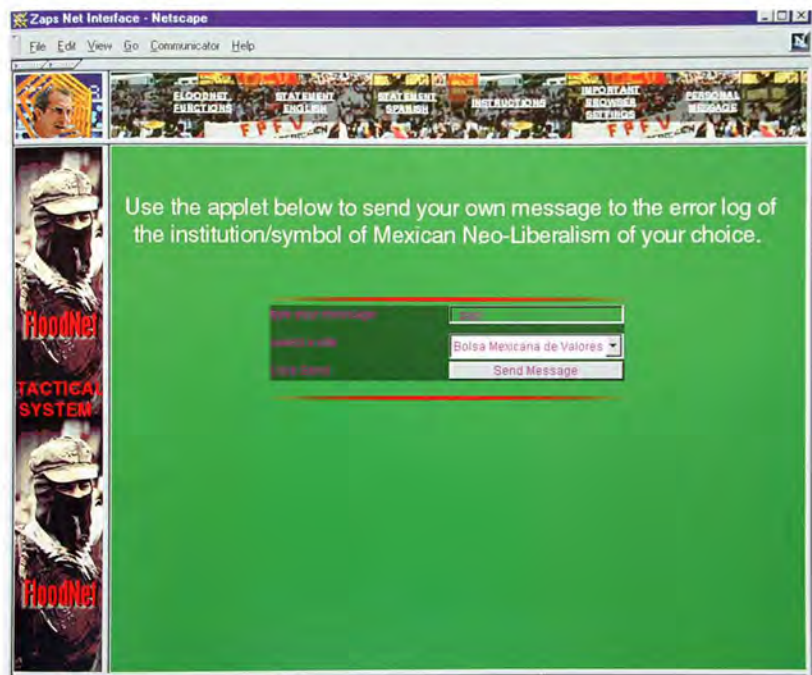 Zaps Net Interface - Netscape
File Edit View Go Communicator Help
N
FLOODNET FUNCTIONS
STATEMENT ENGLISH
STATEMENT SPANISH
INSTRUCTIONS
IMPORTANT BROWSER SETTINGS
PERSONAL MESSAGE
F P F V
F P F V
Use the applet below to send your own message to the error log of
the institution/symbol of Mexican Neo-Liberalism of your choice.
Bolsa Mexicana de Valores
Send Message
FloodNet
TACTICAL
SYSTEM
FloodNet